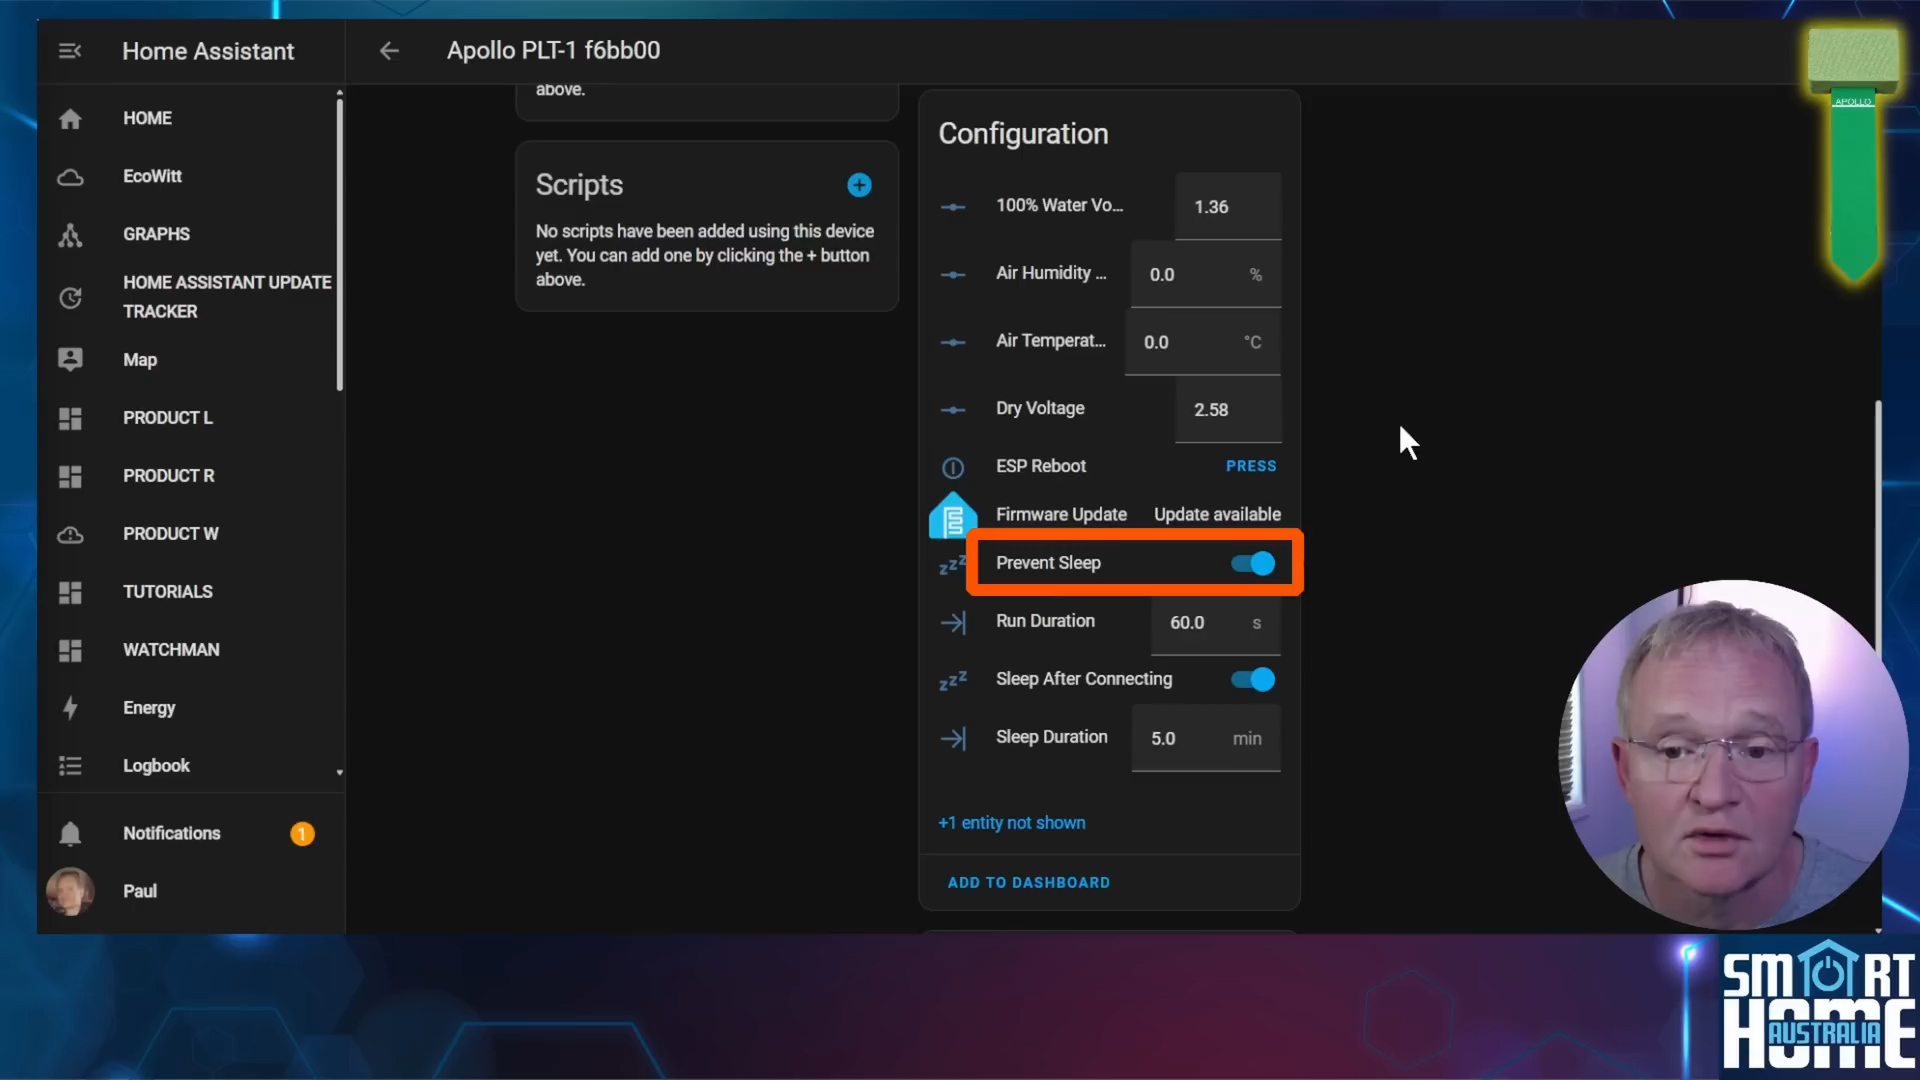 Home Assistant
Apollo PLT-1 f6bb00
HOME
EcoWitt
GRAPHS
HOME ASSISTANT UPDATE
TRACKER
Map
PRODUCT L
PRODUCT R
PRODUCT W
TUTORIALS
WATCHMAN
Energy
Logbook
Notifications
1
Paul
above.
Scripts
No scripts have been added using this device
yet. You can add one by clicking the + button
above.
Configuration
100% Water Vo... 1.36
Air Humidity ... 0.0 %
Air Temperat... 0.0 °C
Dry Voltage 2.58
ESP Reboot PRESS
Firmware Update Update available
zzz Prevent Sleep
Run Duration 60.0 s
zzz Sleep After Connecting
Sleep Duration 5.0 min
+1 entity not shown
ADD TO DASHBOARD
APOLLO
SMART
HOME
AUSTRALIA